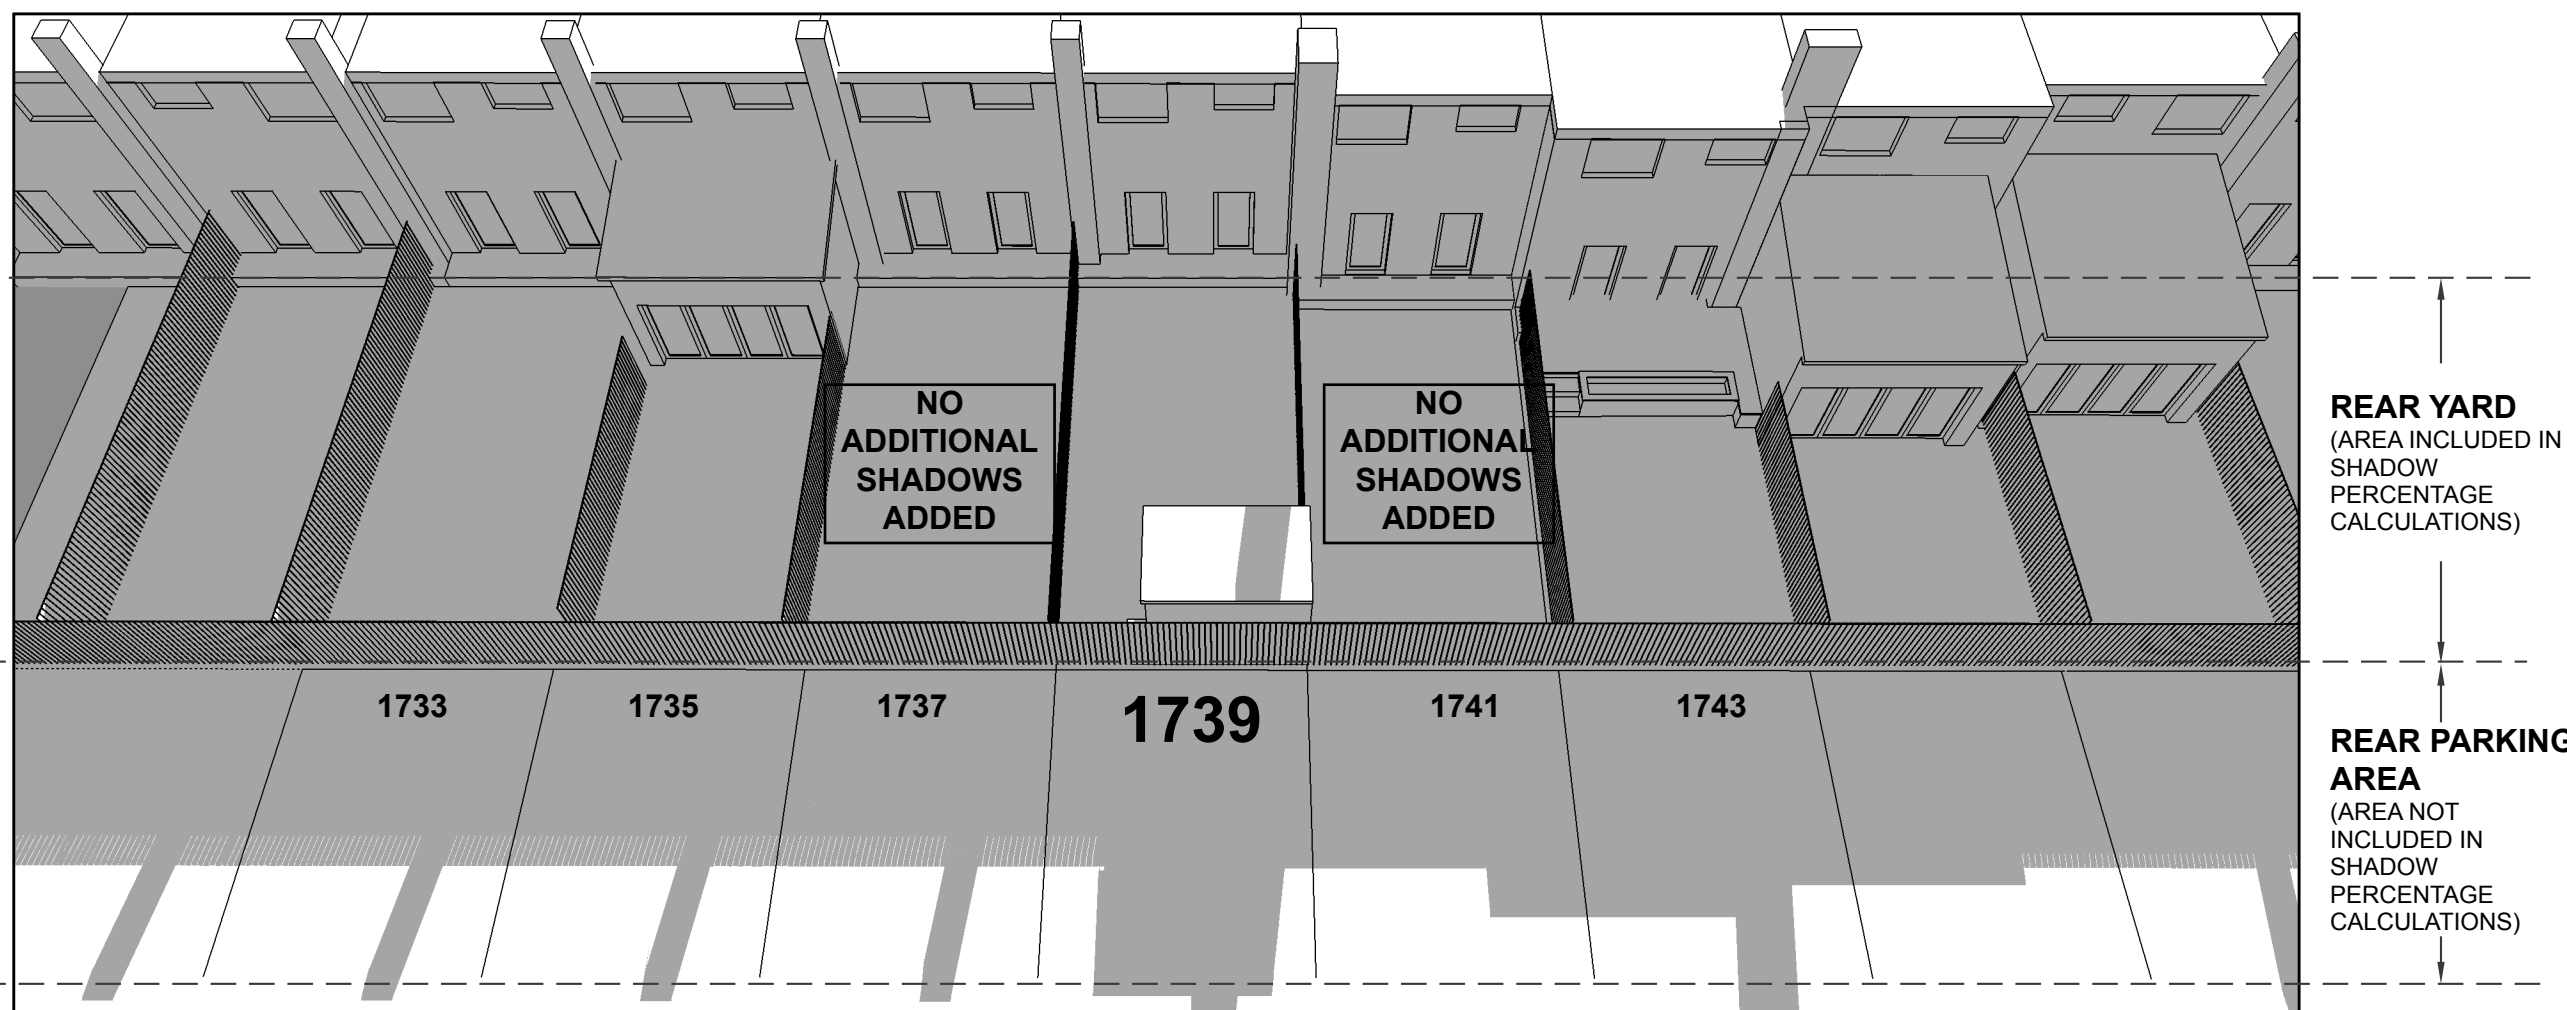 NO
ADDITIONAL
SHADOWS
ADDED
NO
ADDITIONAL
SHADOWS
ADDED
REAR YARD
(AREA INCLUDED IN
SHADOW
PERCENTAGE
CALCULATIONS)
1733
1735
1737
1739
1741
1743
REAR PARKING
AREA
(AREA NOT
INCLUDED IN
SHADOW
PERCENTAGE
CALCULATIONS)